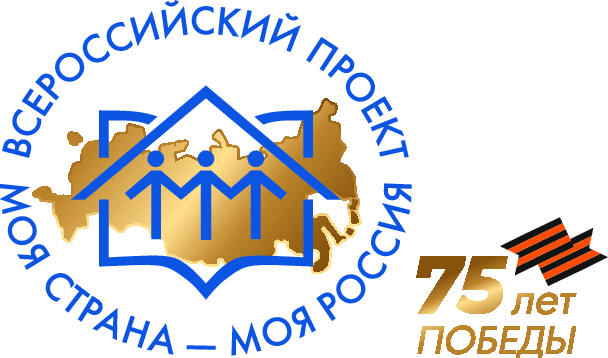 ВСЕРОССИЙСКИЙ ПРОЕКТ
МОЯ СТРАНА — МОЯ РОССИЯ
75 лет
ПОБЕДЫ